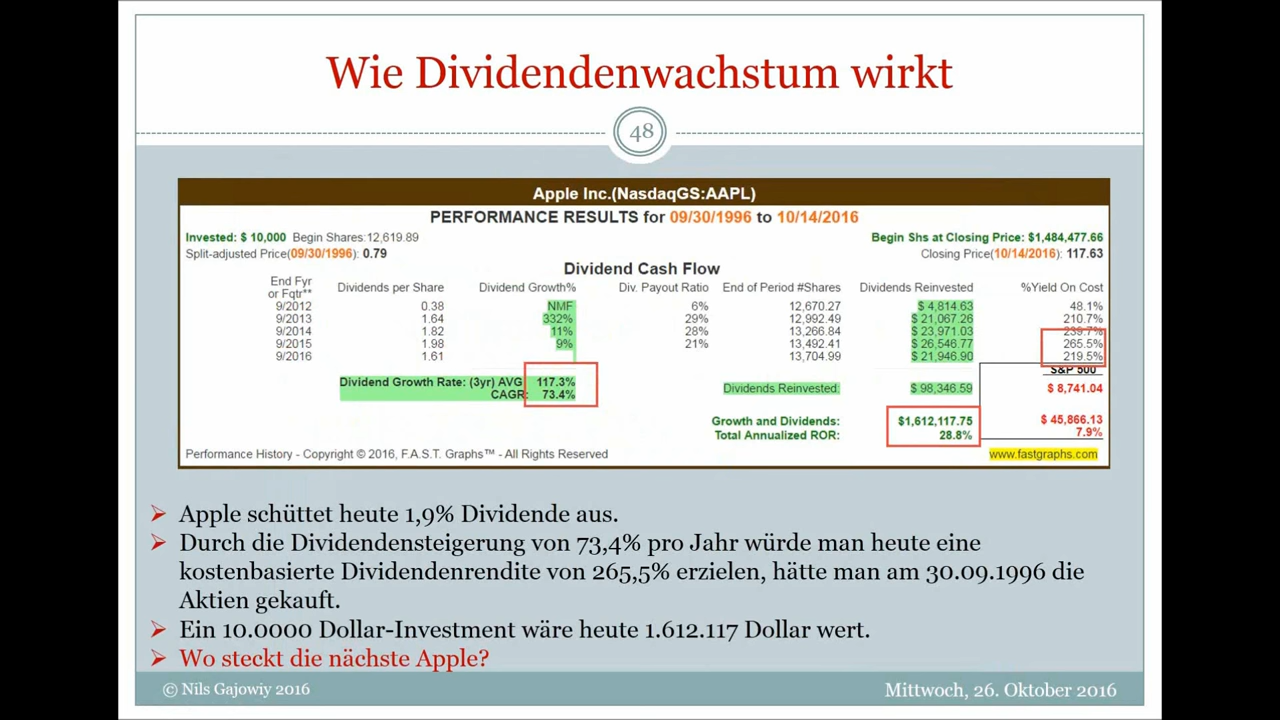 Wie Dividendenwachstum wirkt
48
Apple Inc.(NasdaqGS:AAPL)
PERFORMANCE RESULTS for 09/30/1996 to 10/14/2016
Invested: $ 10,000 Begin Shares:12,619.89 Begin Shs at Closing Price: $1,484,477.66
Split-adjusted Price(09/30/1996): 0.79 Closing Price(10/14/2016): 117.63
Dividend Cash Flow
End Fyr
or Fqtr** Dividends per Share Dividend Growth% Div. Payout Ratio End of Period #Shares Dividends Reinvested %Yield On Cost
9/2012 0.38 NMF 6% 12,670.27 $ 4,814.63 48.1%
9/2013 1.64 332% 29% 12,992.49 $ 21,067.26 210.7%
9/2014 1.82 11% 28% 13,266.84 $ 23,971.03 239.7%
9/2015 1.98 9% 21% 13,492.41 $ 26,546.77 265.5%
9/2016 1.61 13,704.99 $ 21,946.90 219.5%
S&P 500
Dividend Growth Rate: (3yr) AVG: 117.3% Dividends Reinvested: $ 98,346.59 $ 8,741.04
CAGR: 73.4%
Growth and Dividends: $1,612,117.75 $ 45,866.13
Total Annualized ROR: 28.8% 7.9%
Performance History - Copyright © 2016, F.A.S.T. Graphs™ - All Rights Reserved www.fastgraphs.com
Apple schüttet heute 1,9% Dividende aus.
Durch die Dividendensteigerung von 73,4% pro Jahr würde man heute eine
kostenbasierte Dividendenrendite von 265,5% erzielen, hätte man am 30.09.1996 die
Aktien gekauft.
Ein 10.0000 Dollar-Investment wäre heute 1.612.117 Dollar wert.
Wo steckt die nächste Apple?
© Nils Gajowiy 2016 Mittwoch, 26. Oktober 2016